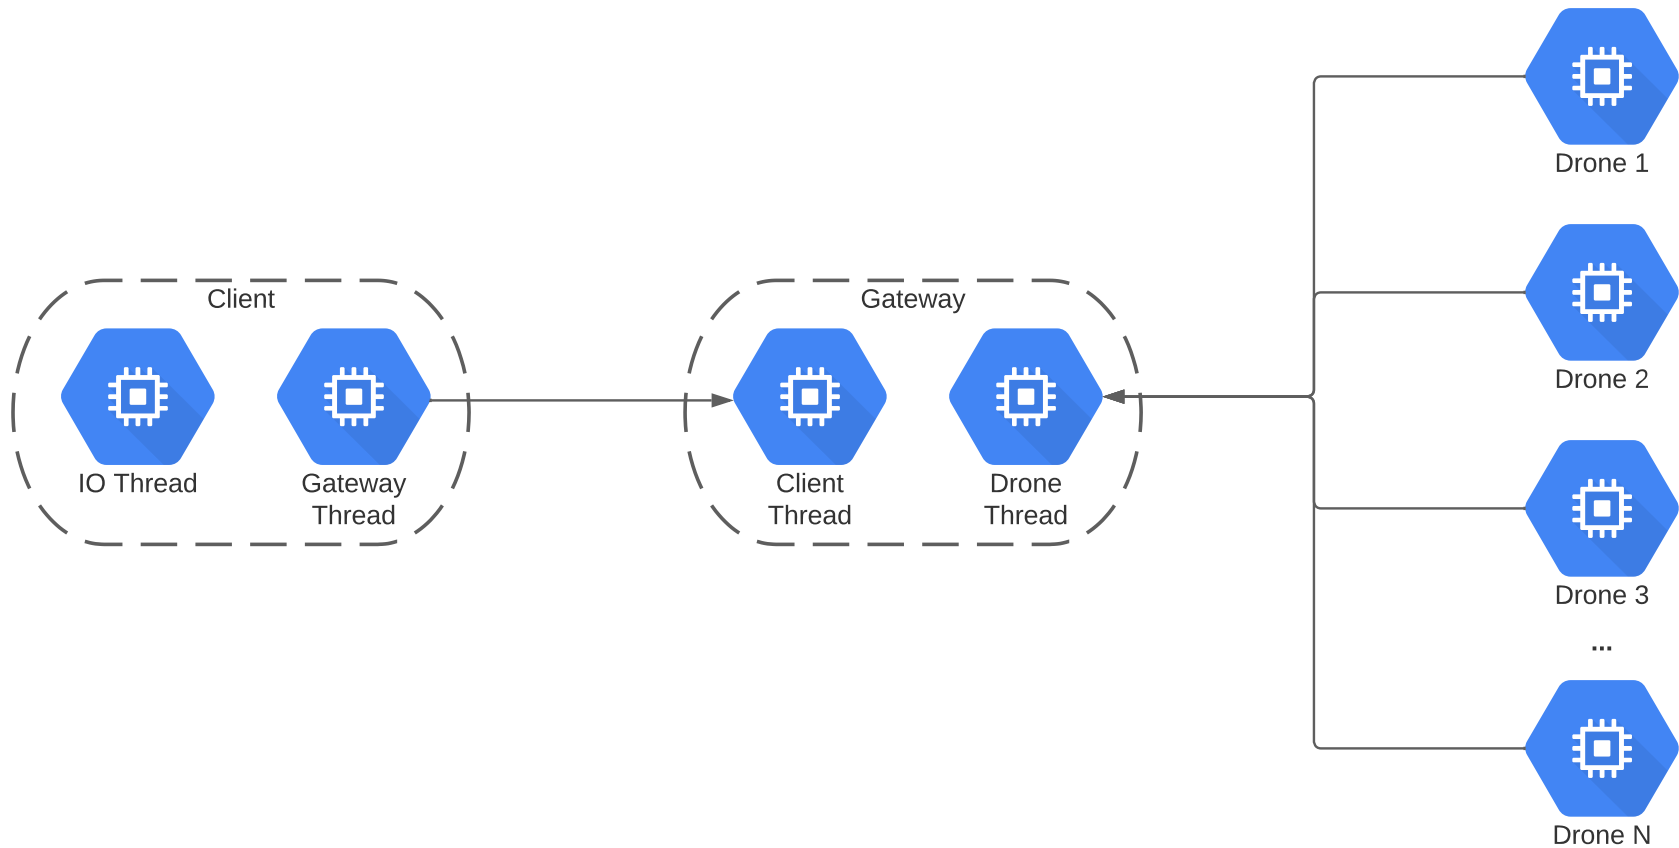 Client
IO Thread
Gateway
Thread
Gateway
Client
Thread
Drone
Thread
Drone 1
Drone 2
Drone 3
...
Drone N